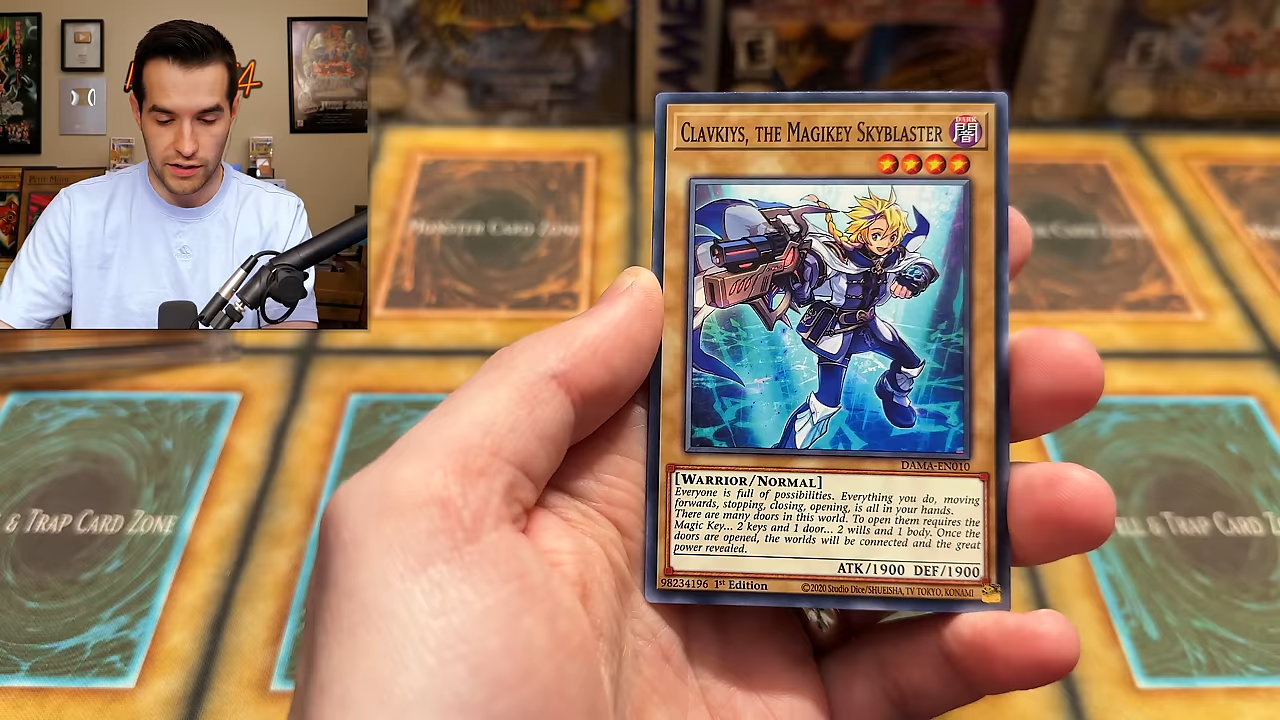 CLAVKIYS, THE MAGIKEY SKYBLASTER
DARK
闇
MONSTER CARD ZONE
DAMA-EN010
[WARRIOR/NORMAL]
Everyone is full of possibilities. Everything you do, moving
forwards, stopping, closing, opening, is all in your hands.
There are many doors in this world. To open them requires the
Magic Key... 2 keys and 1 door... 2 wills and 1 body. Once the
doors are opened, the worlds will be connected and the great
power revealed.
ATK/1900 DEF/1900
98234196 1st Edition
©2020 Studio Dice/SHUEISHA, TV TOKYO, KONAMI
& TRAP CARD ZONE
ELL & TRAP CARD Z